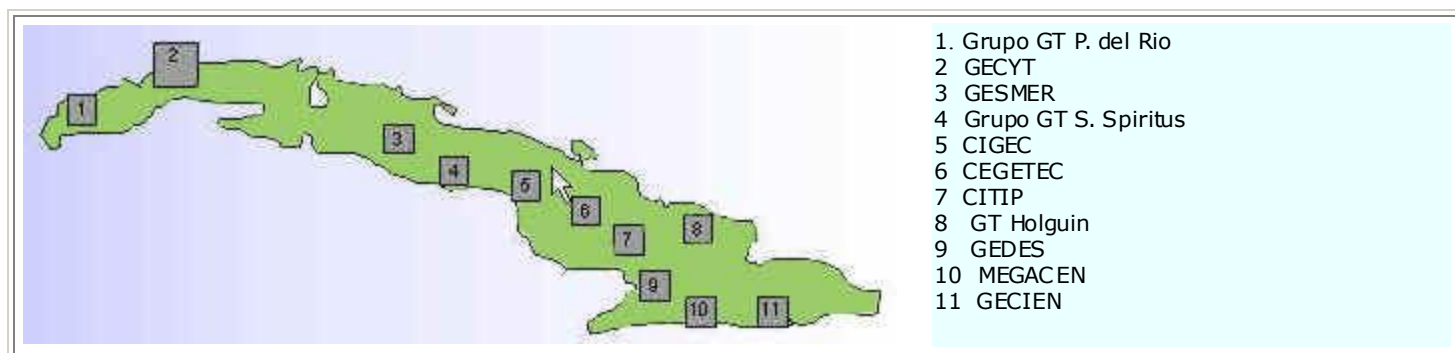 1
2
3
4
5
6
7
8
9
10
11
1. Grupo GT P. del Rio
2 GECYT
3 GESMER
4 Grupo GT S. Spiritus
5 CIGEC
6 CEGETEC
7 CITIP
8 GT Holguin
9 GEDES
10 MEGACEN
11 GECIEN